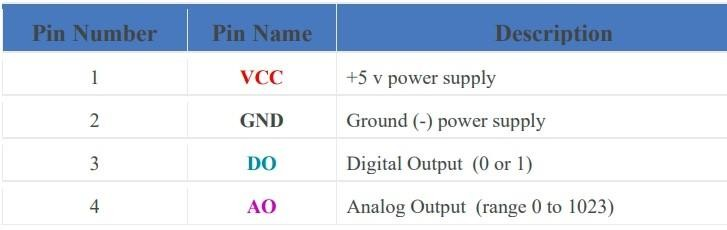 Pin Number Pin Name Description
1 VCC +5 v power supply
2 GND Ground (-) power supply
3 DO Digital Output (0 or 1)
4 AO Analog Output (range 0 to 1023)